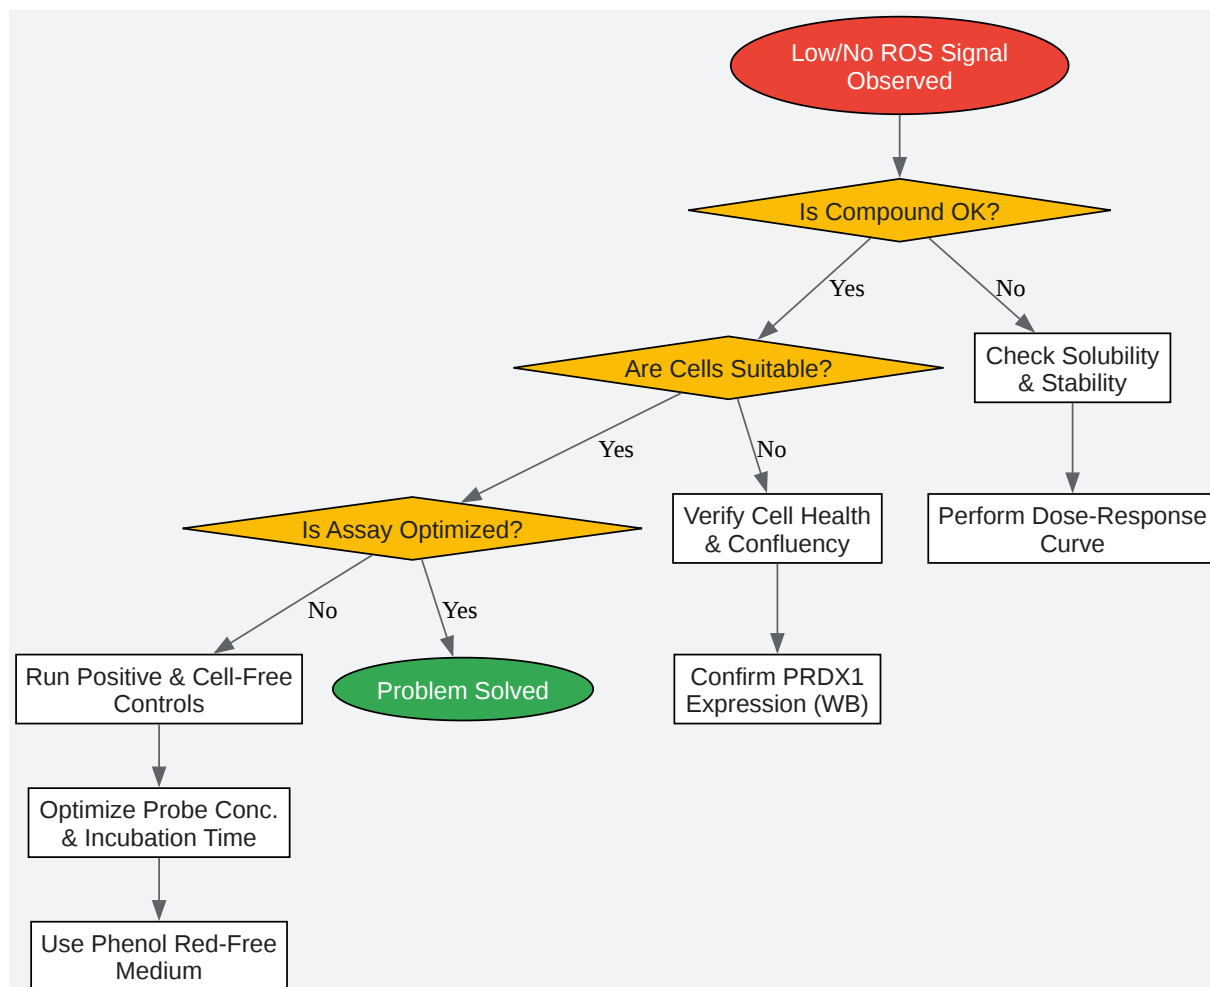 Low/No ROS Signal
Observed
Is Compound OK?
Yes
No
Are Cells Suitable?
Check Solubility
& Stability
Yes
No
Is Assay Optimized?
Verify Cell Health
& Confluency
Perform Dose-Response
Curve
No
Yes
Run Positive & Cell-Free
Controls
Problem Solved
Confirm PRDX1
Expression (WB)
Optimize Probe Conc.
& Incubation Time
Use Phenol Red-Free
Medium